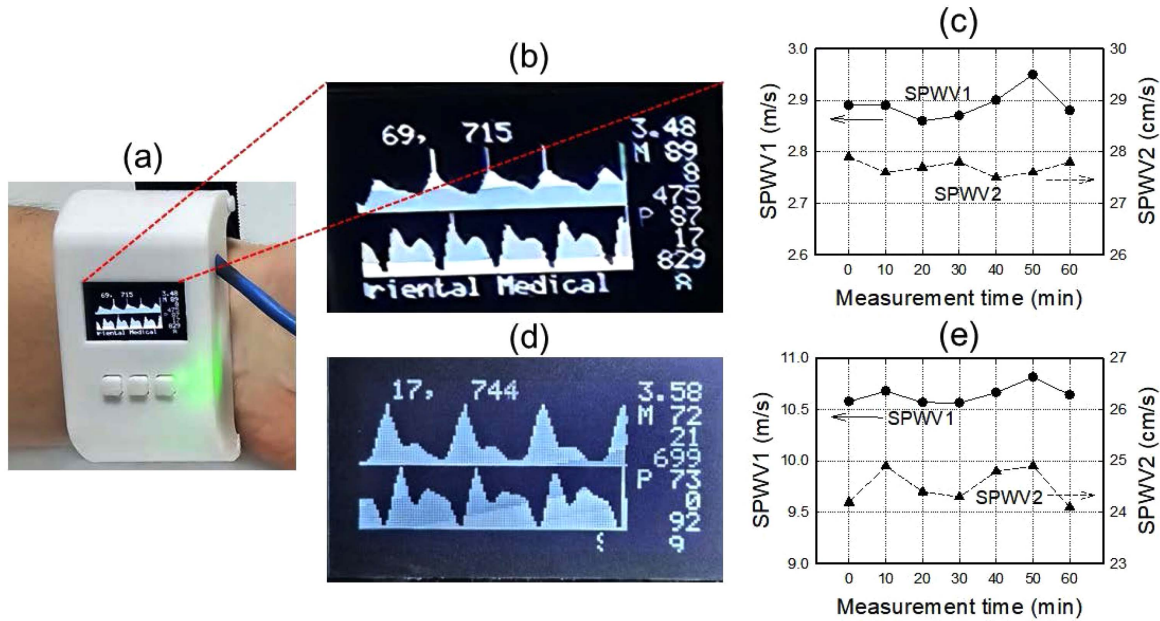 (a)
69, 715
3.48
M 89
8
475
P 87
17
829
riental Medical
(b)
69, 715
3.48
M 89
8
475
P 87
17
829
8
riental Medical
(c)
SPWV1 (m/s)
3.0
2.9
2.8
2.7
2.6
SPWV1
SPWV2
30
29
28
27
26
SPWV2 (cm/s)
0 10 20 30 40 50 60
Measurement time (min)
(d)
17, 744
3.58
M 72
21
699
P 73
0
92
9
(e)
SPWV1 (m/s)
11.0
10.5
10.0
9.5
9.0
SPWV1
SPWV2
27
26
25
24
23
SPWV2 (cm/s)
0 10 20 30 40 50 60
Measurement time (min)